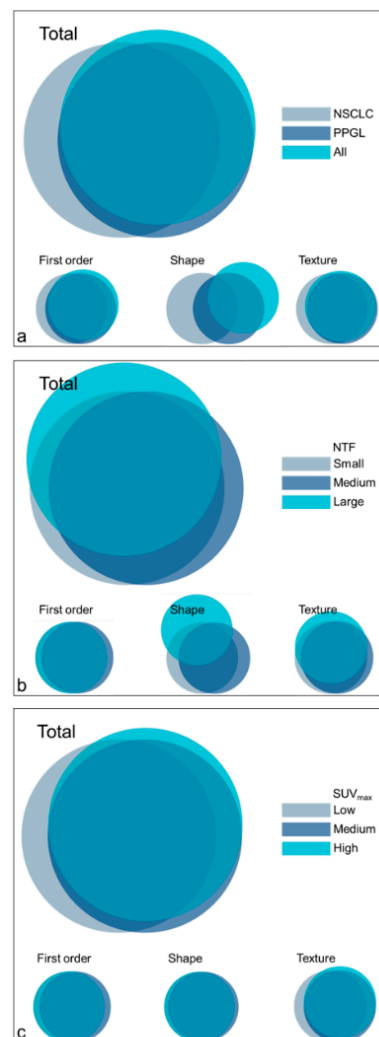 Total
NSCLC
PPGL
All
First order
Shape
Texture
a
Total
NTF
Small
Medium
Large
First order
Shape
Texture
b
Total
SUVmax
Low
Medium
High
First order
Shape
Texture
c